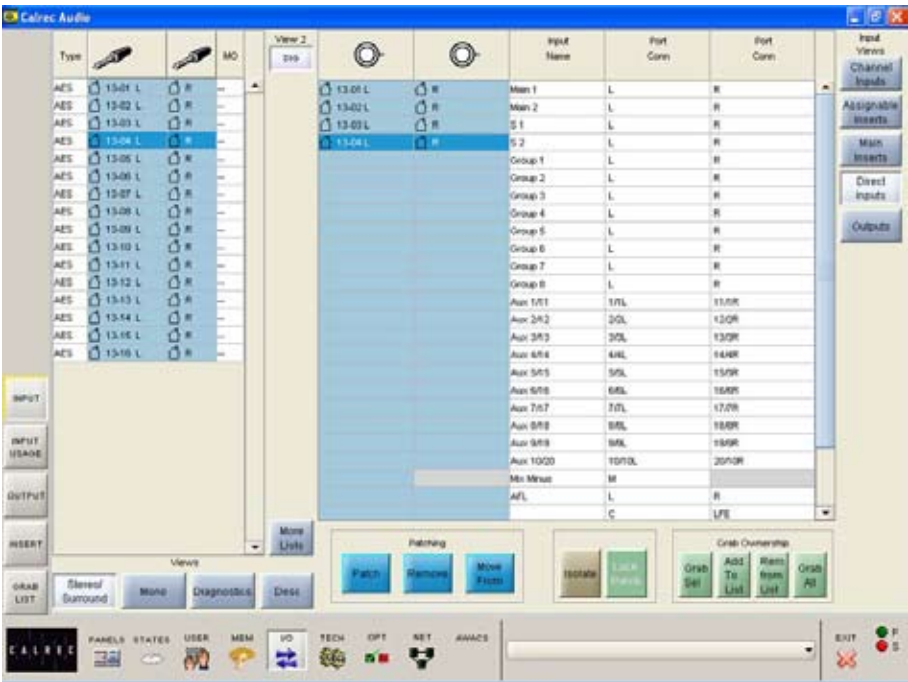 Calrec Audio
Type MO
View 2
DIG
Input Name Port Conn Port Conn
Input Views
Channel Inputs
Assignable Inserts
Main Inserts
Direct Inputs
Outputs
AES 13-01 L R --
AES 13-02 L R --
AES 13-03 L R --
AES 13-04 L R --
AES 13-05 L R --
AES 13-06 L R --
AES 13-07 L R --
AES 13-08 L R --
AES 13-09 L R --
AES 13-10 L R --
AES 13-11 L R --
AES 13-12 L R --
AES 13-13 L R --
AES 13-14 L R --
AES 13-15 L R --
AES 13-16 L R --
13-01 L R Main 1 L R
13-02 L R Main 2 L R
13-03 L R S 1 L R
13-04 L R S 2 L R
Group 1 L R
Group 2 L R
Group 3 L R
Group 4 L R
Group 5 L R
Group 6 L R
Group 7 L R
Group 8 L R
Aux 1/11 1/1L 11/1R
Aux 2/12 2/2L 12/2R
Aux 3/13 3/3L 13/3R
Aux 4/14 4/4L 14/4R
Aux 5/15 5/5L 15/5R
Aux 6/16 6/6L 16/6R
Aux 7/17 7/7L 17/7R
Aux 8/18 8/8L 18/8R
Aux 9/19 9/9L 19/9R
Aux 10/20 10/10L 20/10R
Mix Minus M
AFL L R
C LFE
INPUT
INPUT USAGE
OUTPUT
INSERT
GRAB LIST
More Lists
Views
Stereo/ Surround
Mono
Diagnostics
Desc
Patching
Patch
Remove
Move From
Isolate
Lock Patch
Grab Ownership
Grab Sel
Add To List
Rem from List
Grab All
CALREC
PANELS STATES USER MEM I/O TECH OPT NET AWACS
EXIT
P
S